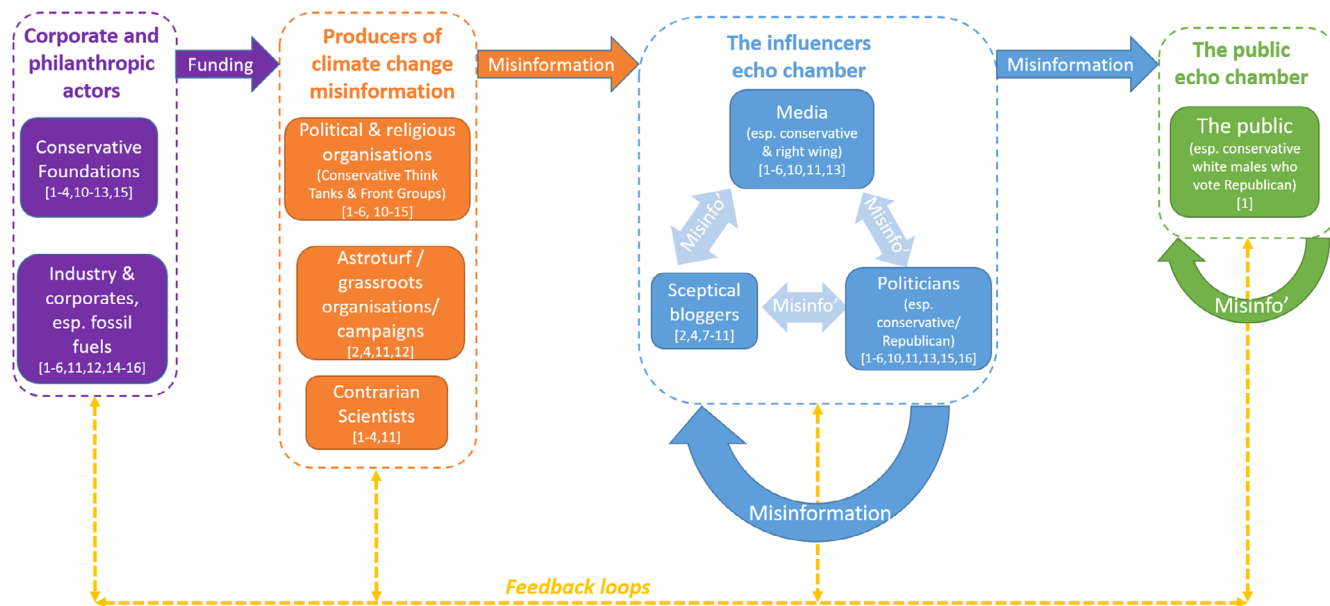 Corporate and
philanthropic
actors
Conservative
Foundations
[1-4,10-13,15]
Industry &
corporates,
esp. fossil
fuels
[1-6,11,12,14-16]
Funding
Producers of
climate change
misinformation
Political & religious
organisations
(Conservative Think
Tanks & Front Groups)
[1-6, 10-15]
Astroturf /
grassroots
organisations/
campaigns
[2,4,11,12]
Contrarian
Scientists
[1-4,11]
Misinformation
The influencers
echo chamber
Media
(esp. conservative
& right wing)
[1-6,10,11,13]
Misinfo´
Misinfo´
Sceptical
bloggers
[2,4,7-11]
Misinfo’
Politicians
(esp.
conservative/
Republican)
[1-6,10,11,13,15,16]
Misinformation
Misinformation
The public
echo chamber
The public
(esp. conservative
white males who
vote Republican)
[1]
Misinfo’
Feedback loops